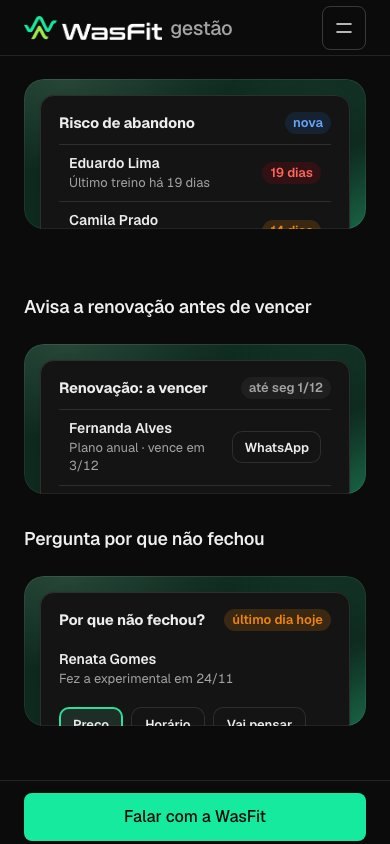 WasFit gestão
Risco de abandono nova
Eduardo Lima
Último treino há 19 dias
19 dias
Camila Prado
14 dias
Avisa a renovação antes de vencer
Renovação: a vencer até seg 1/12
Fernanda Alves
Plano anual · vence em
3/12
WhatsApp
Pergunta por que não fechou
Por que não fechou? último dia hoje
Renata Gomes
Fez a experimental em 24/11
Preço Horário Vai pensar
Falar com a WasFit